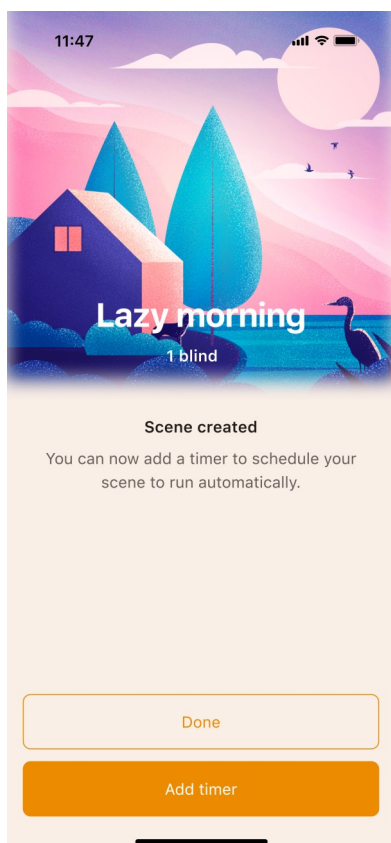 11:47
Lazy morning
1 blind
Scene created
You can now add a timer to schedule your
scene to run automatically.
Done
Add timer